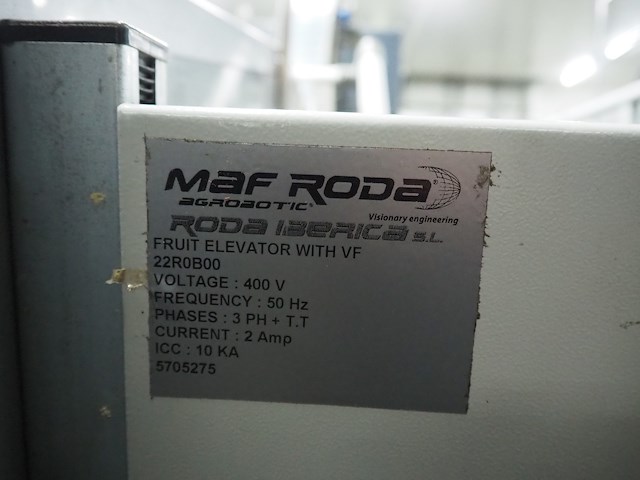 MAF RODA
AGROBOTIC®
Visionary engineering
RODA IBERICA S.L.
FRUIT ELEVATOR WITH VF
22R0B00
VOLTAGE : 400 V
FREQUENCY : 50 Hz
PHASES : 3 PH + T.T
CURRENT : 2 Amp
ICC : 10 KA
5705275